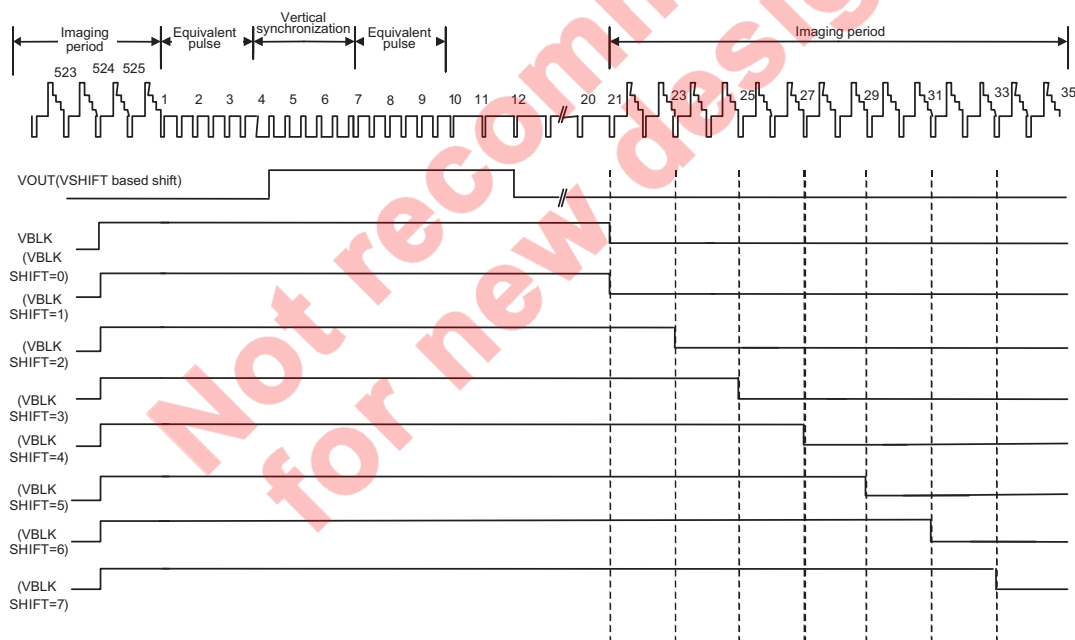 Imaging
period
Equivalent
pulse
Vertical
synchronization
Equivalent
pulse
Imaging period
523 524 525 1 2 3 4 5 6 7 8 9 10 11 12 20 21 23 25 27 29 31 33 35
VOUT(VSHIFT based shift)
VBLK
(VBLK
SHIFT=0)
(VBLK
SHIFT=1)
(VBLK
SHIFT=2)
(VBLK
SHIFT=3)
(VBLK
SHIFT=4)
(VBLK
SHIFT=5)
(VBLK
SHIFT=6)
(VBLK
SHIFT=7)
Not recomm
for new desig